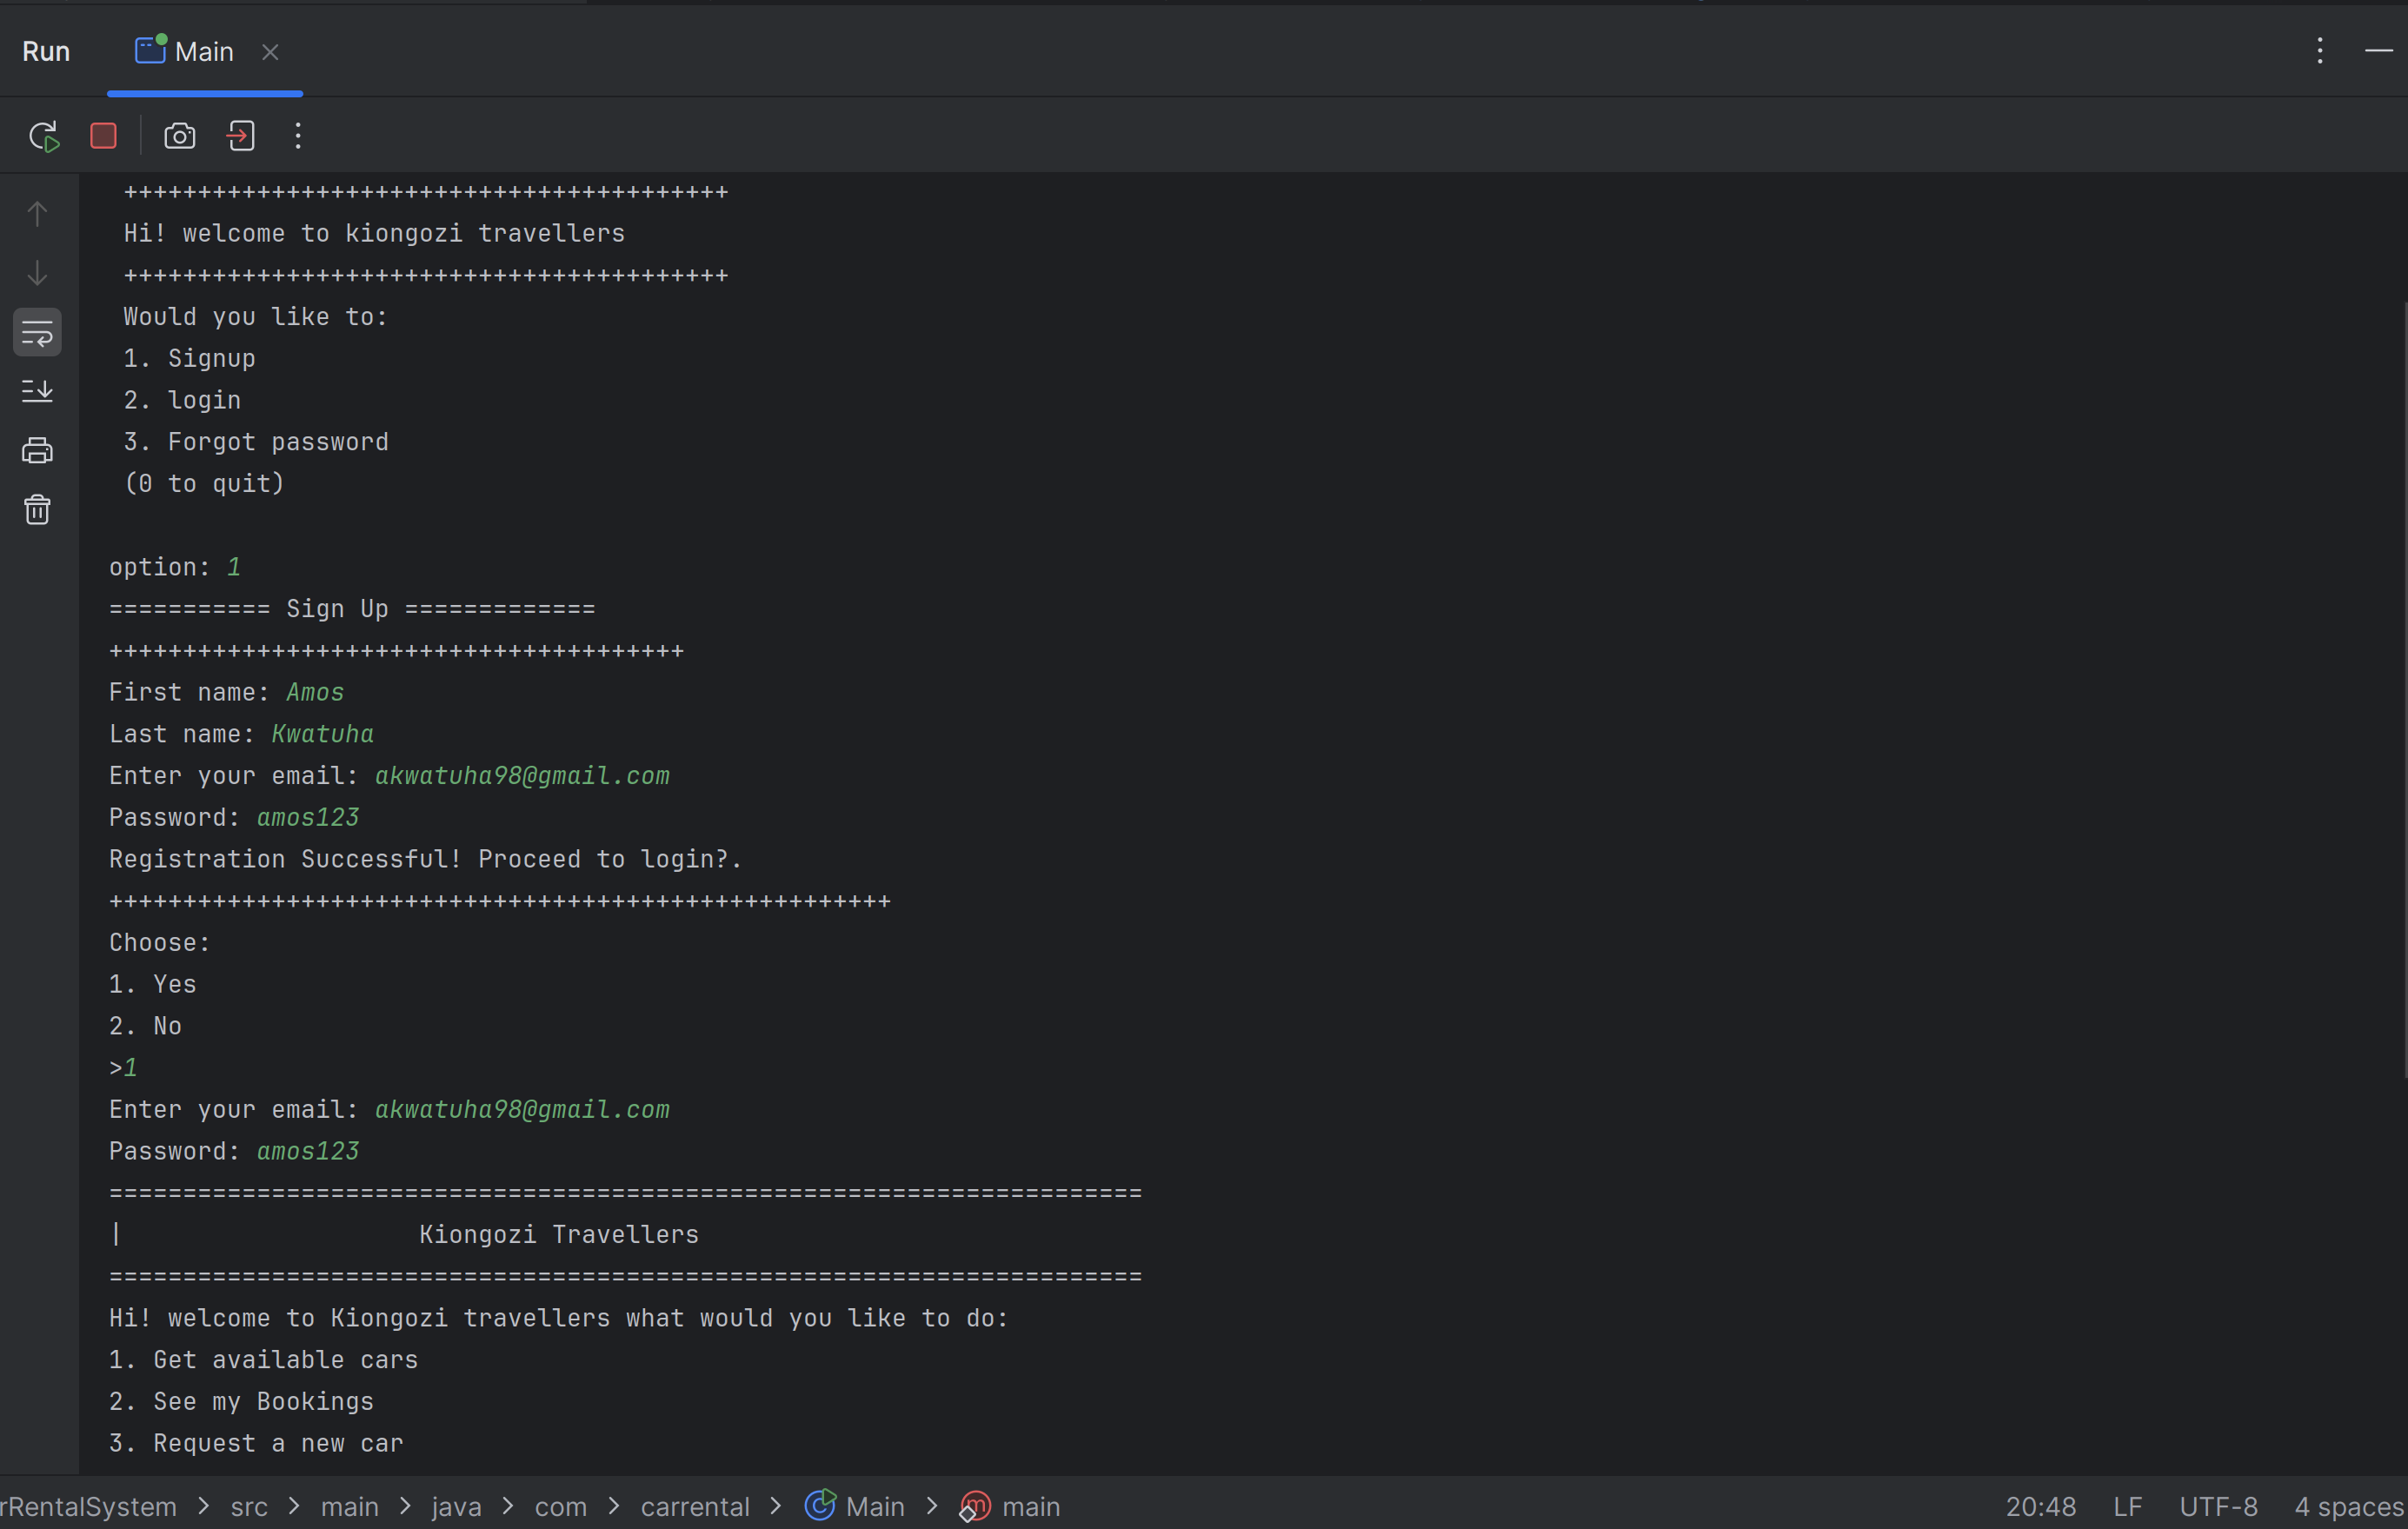 Run Main
+++++++++++++++++++++++++++++++++++++++++
Hi! welcome to kiongozi travellers
+++++++++++++++++++++++++++++++++++++++++
Would you like to:
1. Signup
2. login
3. Forgot password
(0 to quit)
option: 1
=========== Sign Up =============
+++++++++++++++++++++++++++++++++++++++
First name: Amos
Last name: Kwatuha
Enter your email: akwatuha98@gmail.com
Password: amos123
Registration Successful! Proceed to login?.
+++++++++++++++++++++++++++++++++++++++++++++++++++++
Choose:
1. Yes
2. No
>1
Enter your email: akwatuha98@gmail.com
Password: amos123
======================================================================
|                    Kiongozi Travellers
======================================================================
Hi! welcome to Kiongozi travellers what would you like to do:
1. Get available cars
2. See my Bookings
3. Request a new car
rRentalSystem > src > main > java > com > carrental > Main > main 20:48 LF UTF-8 4 spaces